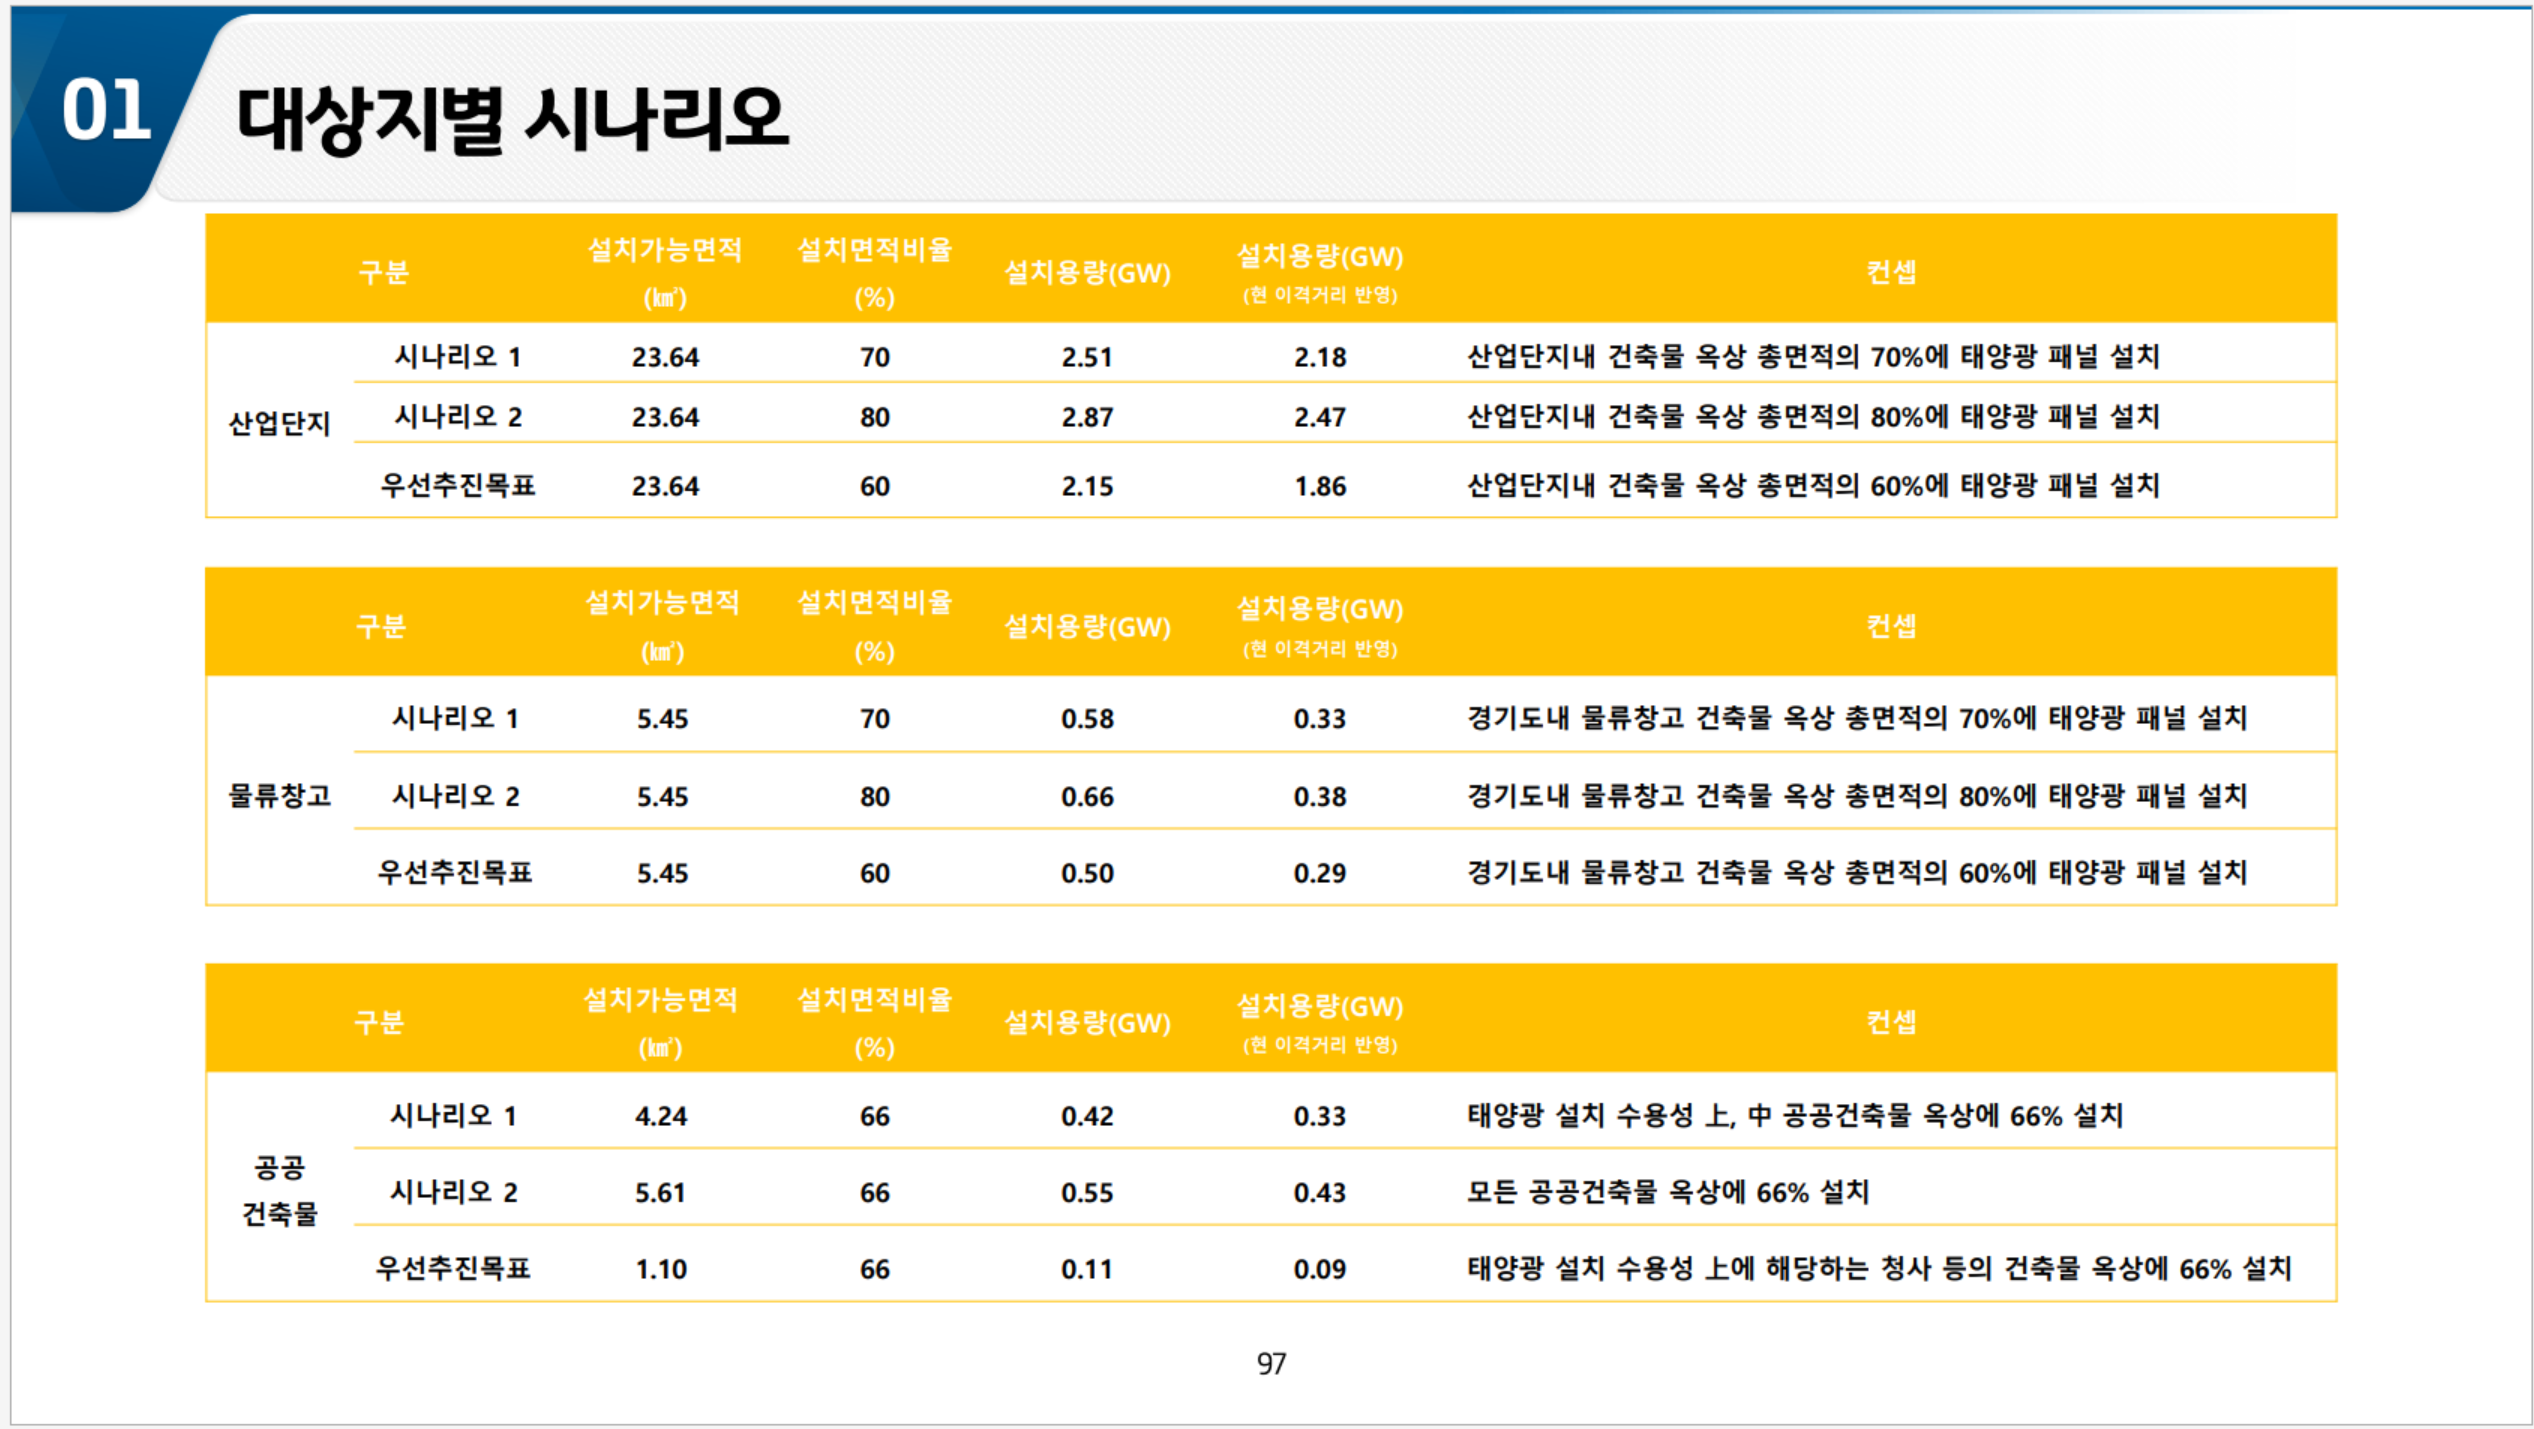 01
대상지별 시나리오
구분 설치가능면적(㎢) 설치면적비율(%) 설치용량(GW) 설치용량(GW)(현 이격거리 반영) 컨셉
산업단지
시나리오 1 23.64 70 2.51 2.18 산업단지내 건축물 옥상 총면적의 70%에 태양광 패널 설치
시나리오 2 23.64 80 2.87 2.47 산업단지내 건축물 옥상 총면적의 80%에 태양광 패널 설치
우선추진목표 23.64 60 2.15 1.86 산업단지내 건축물 옥상 총면적의 60%에 태양광 패널 설치
구분 설치가능면적(㎢) 설치면적비율(%) 설치용량(GW) 설치용량(GW)(현 이격거리 반영) 컨셉
물류창고
시나리오 1 5.45 70 0.58 0.33 경기도내 물류창고 건축물 옥상 총면적의 70%에 태양광 패널 설치
시나리오 2 5.45 80 0.66 0.38 경기도내 물류창고 건축물 옥상 총면적의 80%에 태양광 패널 설치
우선추진목표 5.45 60 0.50 0.29 경기도내 물류창고 건축물 옥상 총면적의 60%에 태양광 패널 설치
구분 설치가능면적(㎢) 설치면적비율(%) 설치용량(GW) 설치용량(GW)(현 이격거리 반영) 컨셉
공공
건축물
시나리오 1 4.24 66 0.42 0.33 태양광 설치 수용성 上, 中 공공건축물 옥상에 66% 설치
시나리오 2 5.61 66 0.55 0.43 모든 공공건축물 옥상에 66% 설치
우선추진목표 1.10 66 0.11 0.09 태양광 설치 수용성 上에 해당하는 청사 등의 건축물 옥상에 66% 설치
97